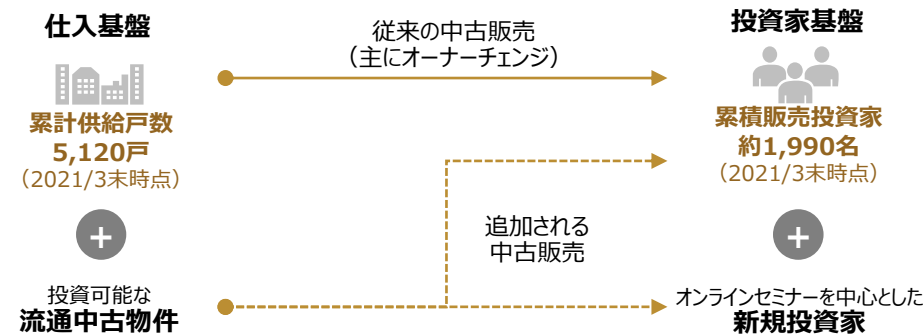 仕入基盤
累計供給戸数
5,120戸
（2021/3末時点）
+
投資可能な
流通中古物件
従来の中古販売
（主にオーナーチェンジ）
追加される
中古販売
投資家基盤
累積販売投資家
約1,990名
（2021/3末時点）
+
オンラインセミナーを中心とした
新規投資家